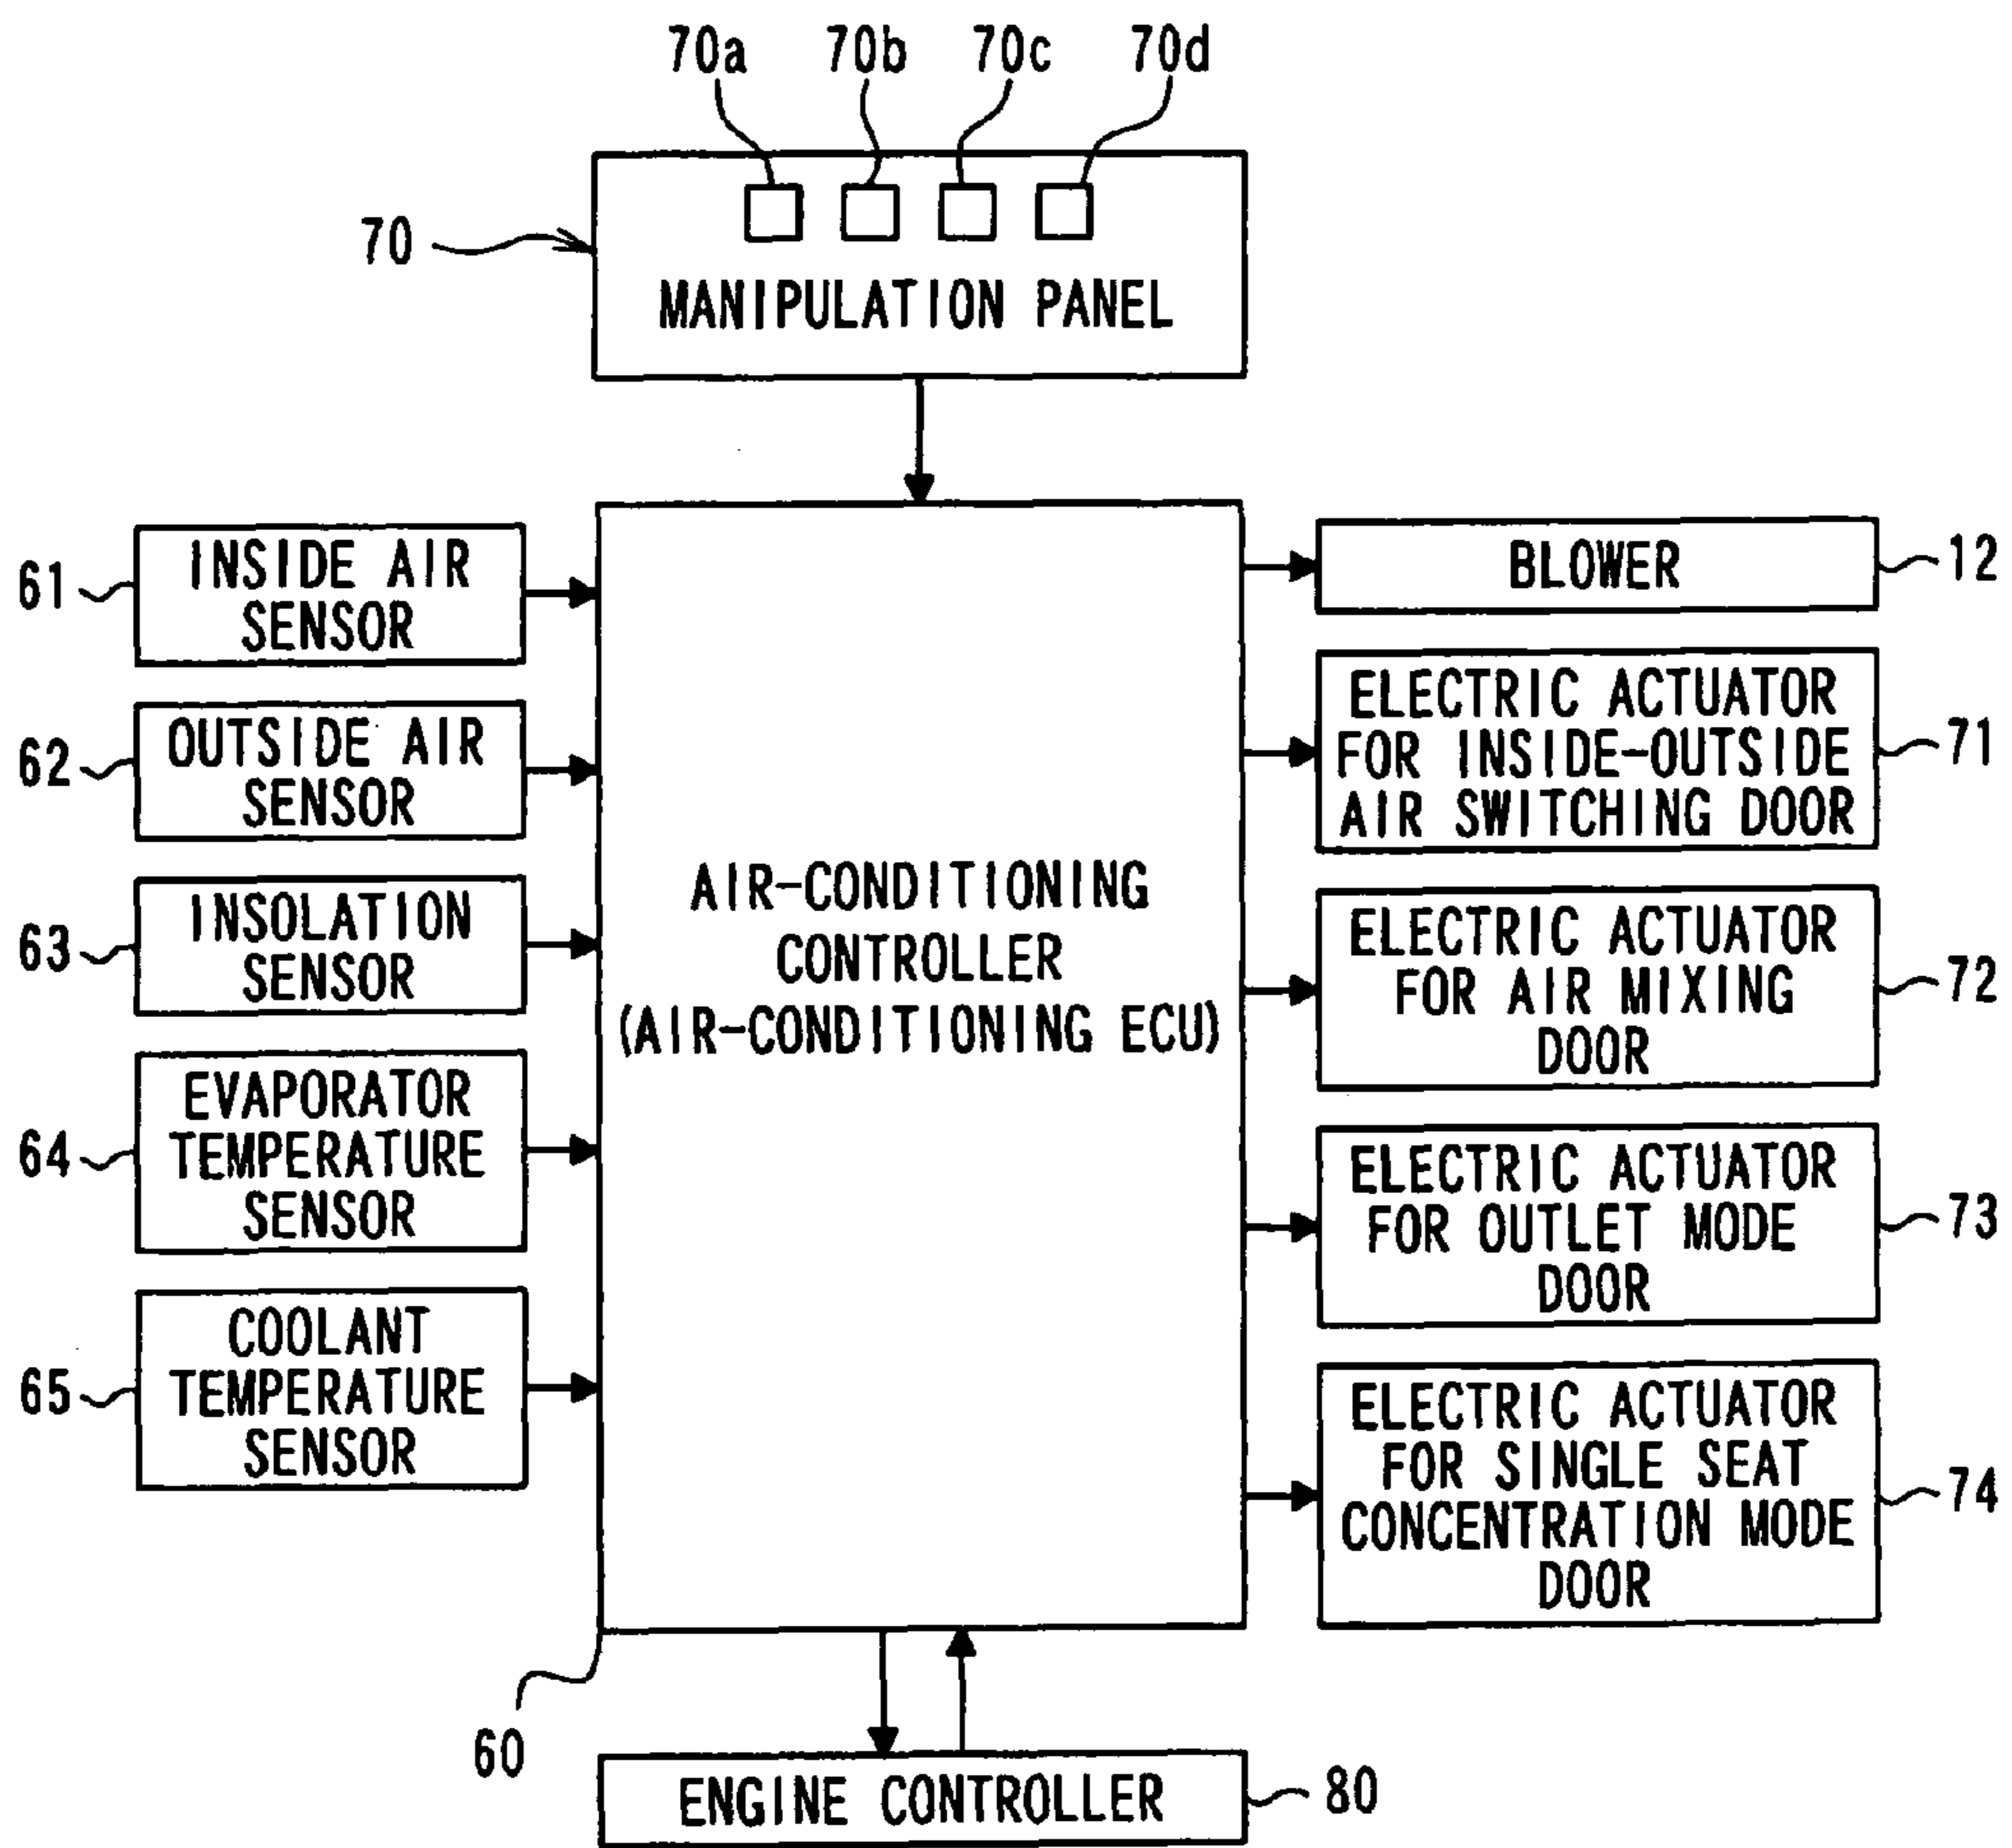 70a 70b 70c 70d
70
MANIPULATION PANEL
61
INSIDE AIR
SENSOR
62
OUTSIDE AIR
SENSOR
63
INSOLATION
SENSOR
64
EVAPORATOR
TEMPERATURE
SENSOR
65
COOLANT
TEMPERATURE
SENSOR
AIR-CONDITIONING
CONTROLLER
(AIR-CONDITIONING ECU)
60
BLOWER
12
ELECTRIC ACTUATOR
FOR INSIDE-OUTSIDE
AIR SWITCHING DOOR
71
ELECTRIC ACTUATOR
FOR AIR MIXING
DOOR
72
ELECTRIC ACTUATOR
FOR OUTLET MODE
DOOR
73
ELECTRIC ACTUATOR
FOR SINGLE SEAT
CONCENTRATION MODE
DOOR
74
ENGINE CONTROLLER
80